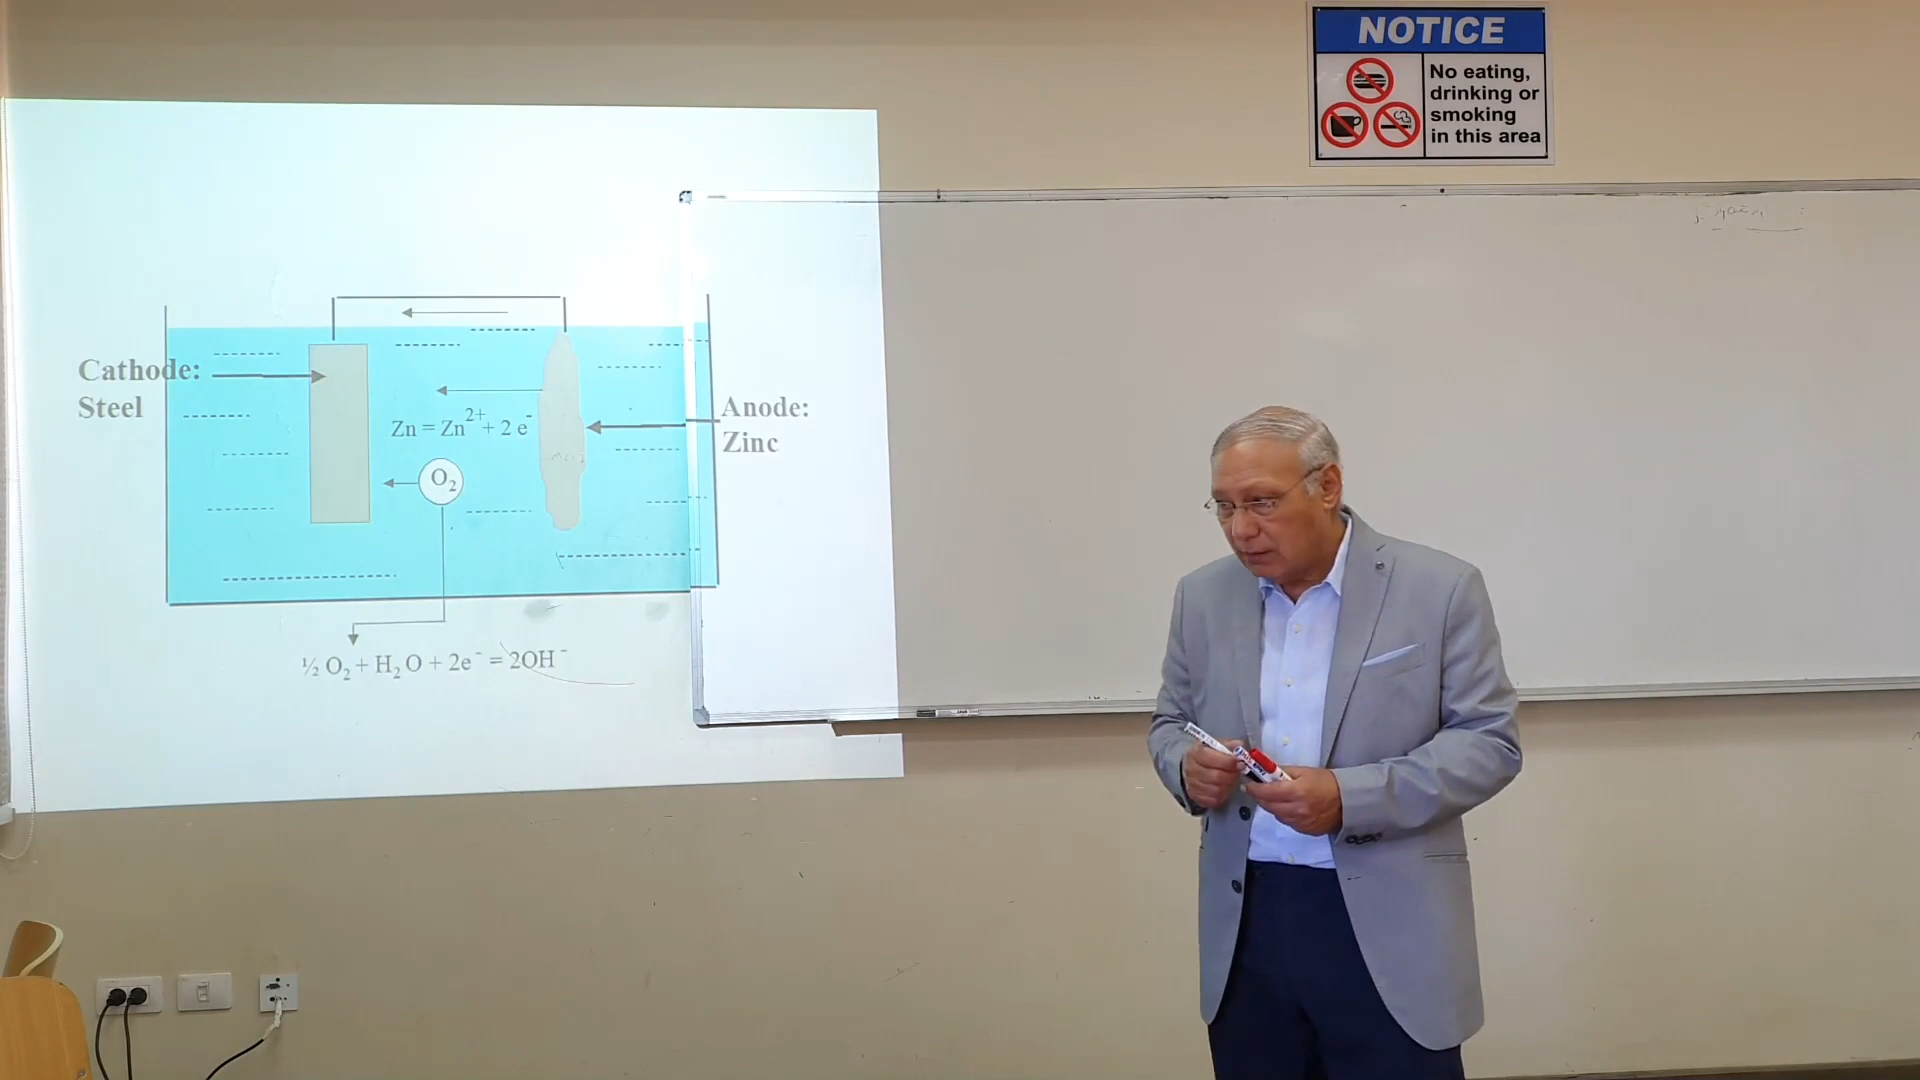 NOTICE
No eating,
drinking or
smoking
in this area
Cathode:
Steel
Zn = Zn²⁺ + 2 e⁻
O₂
Anode:
Zinc
½ O₂ + H₂O + 2e⁻ = 2OH⁻